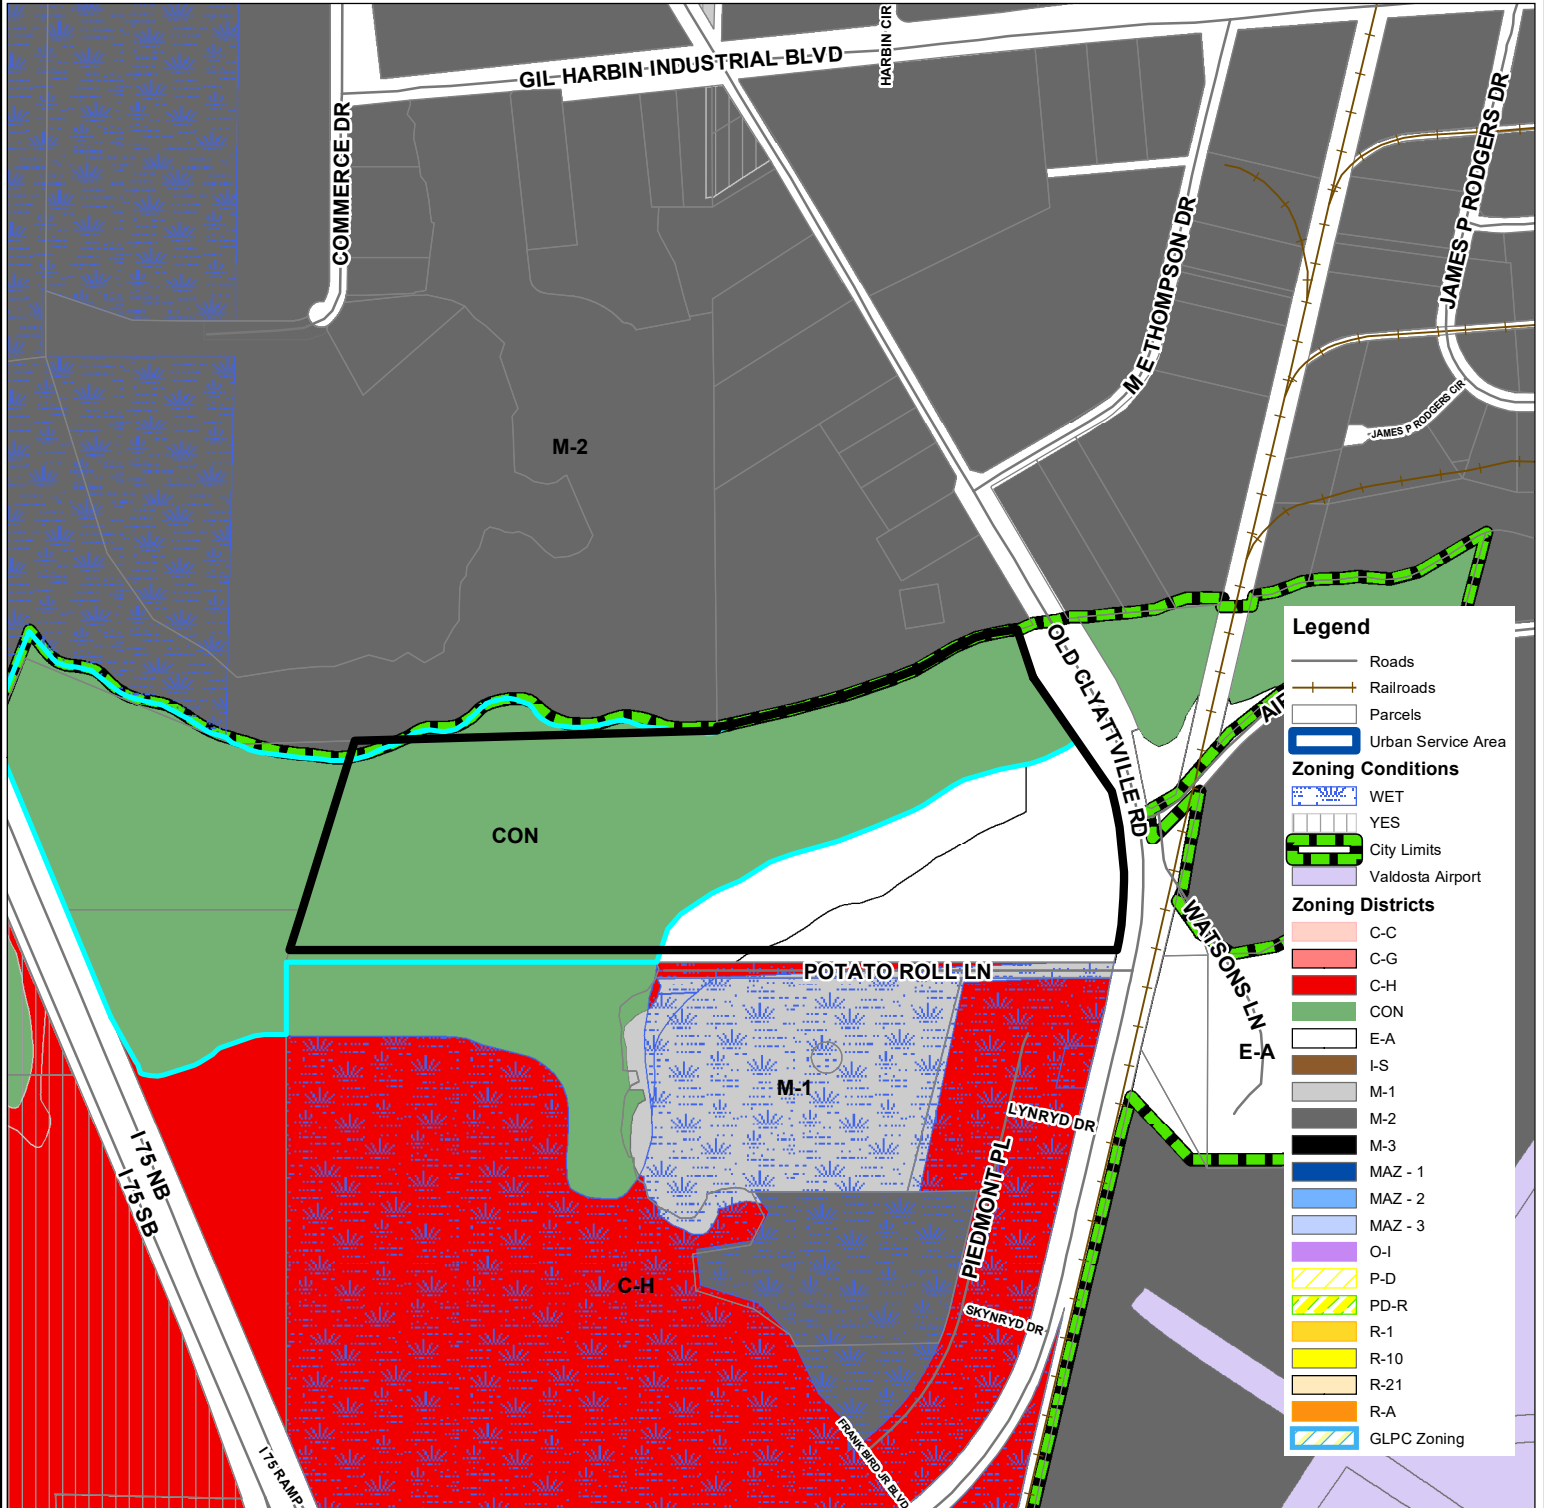 HARBIN CIR
GIL HARBIN INDUSTRIAL BLVD
COMMERCE DR
JAMES P RODGERS DR
M E THOMPSON DR
JAMES P RODGERS CIR
M-2
OLD CLYATTVILLE RD
AIR
CON
WATSONS LN
POTATO ROLL LN
E-A
M-1
LYNRYD DR
I 75 NB
I 75 SB
PIEDMONT PL
C-H
SKYNRYD DR
FRANK BIRD JR BLVD
I 75 RAMP
Legend
Roads
Railroads
Parcels
Urban Service Area
Zoning Conditions
WET
YES
City Limits
Valdosta Airport
Zoning Districts
C-C
C-G
C-H
CON
E-A
I-S
M-1
M-2
M-3
MAZ - 1
MAZ - 2
MAZ - 3
O-I
P-D
PD-R
R-1
R-10
R-21
R-A
GLPC Zoning